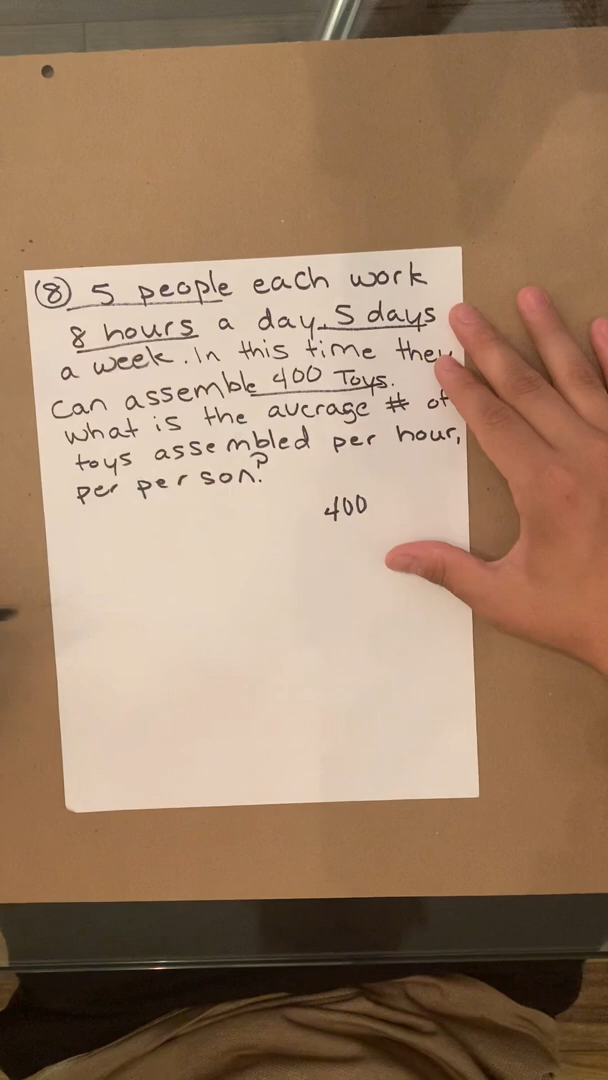 (8) 5 people each work
8 hours a day 5 days
a week. In this time they
can assemble 400 Toys.
what is the average # of
toys assembled per hour,
per person?
400